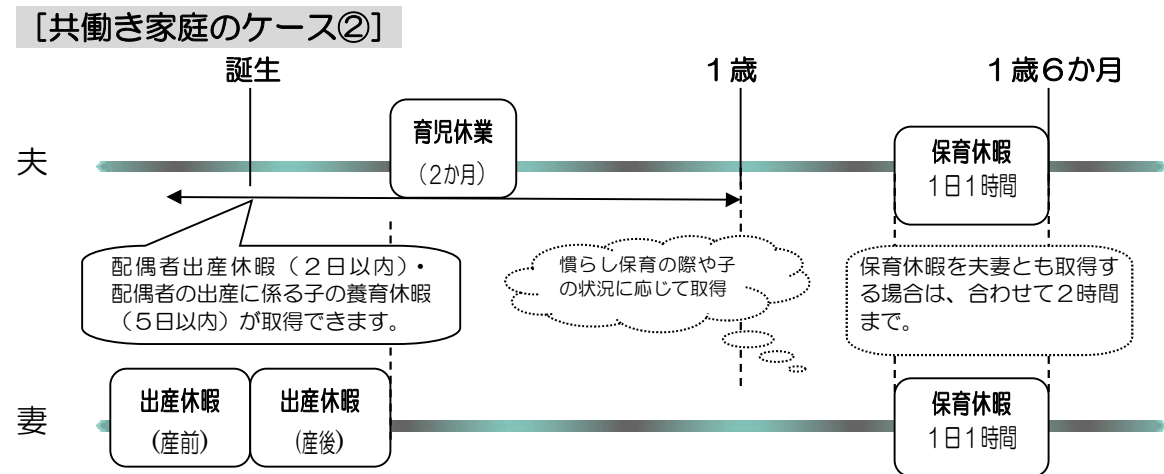 [共働き家庭のケース②]
誕生
1歳
1歳6か月
夫
育児休業
(2か月)
保育休暇
1日1時間
配偶者出産休暇(2日以内)・
配偶者の出産に係る子の養育休暇
(5日以内)が取得できます。
慣らし保育の際や子
の状況に応じて取得
保育休暇を夫妻とも取得す
る場合は、合わせて2時間
まで。
妻
出産休暇
(産前)
出産休暇
(産後)
保育休暇
1日1時間